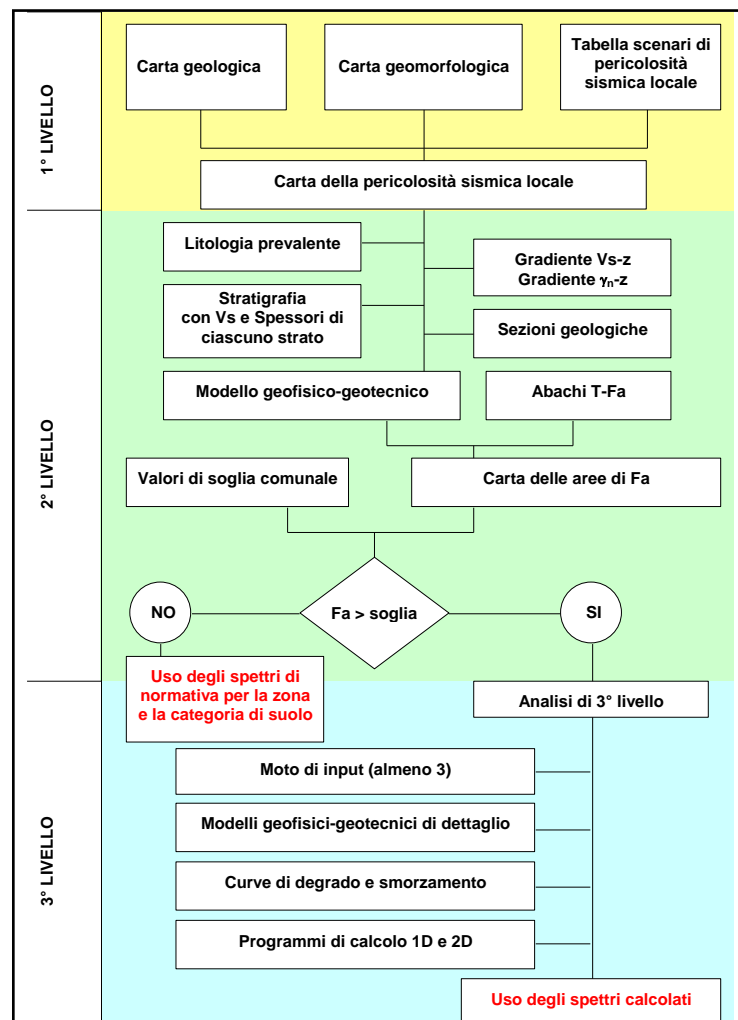 1° LIVELLO
Carta geologica
Carta geomorfologica
Tabella scenari di
pericolosità
sismica locale
Carta della pericolosità sismica locale
2° LIVELLO
Litologia prevalente
Gradiente Vs-z
Gradiente γn-z
Stratigrafia
con Vs e Spessori di
ciascuno strato
Sezioni geologiche
Modello geofisico-geotecnico
Abachi T-Fa
Valori di soglia comunale
Carta delle aree di Fa
NO
Fa > soglia
SI
Uso degli spettri di
normativa per la zona
e la categoria di suolo
3° LIVELLO
Analisi di 3° livello
Moto di input (almeno 3)
Modelli geofisici-geotecnici di dettaglio
Curve di degrado e smorzamento
Programmi di calcolo 1D e 2D
Uso degli spettri calcolati